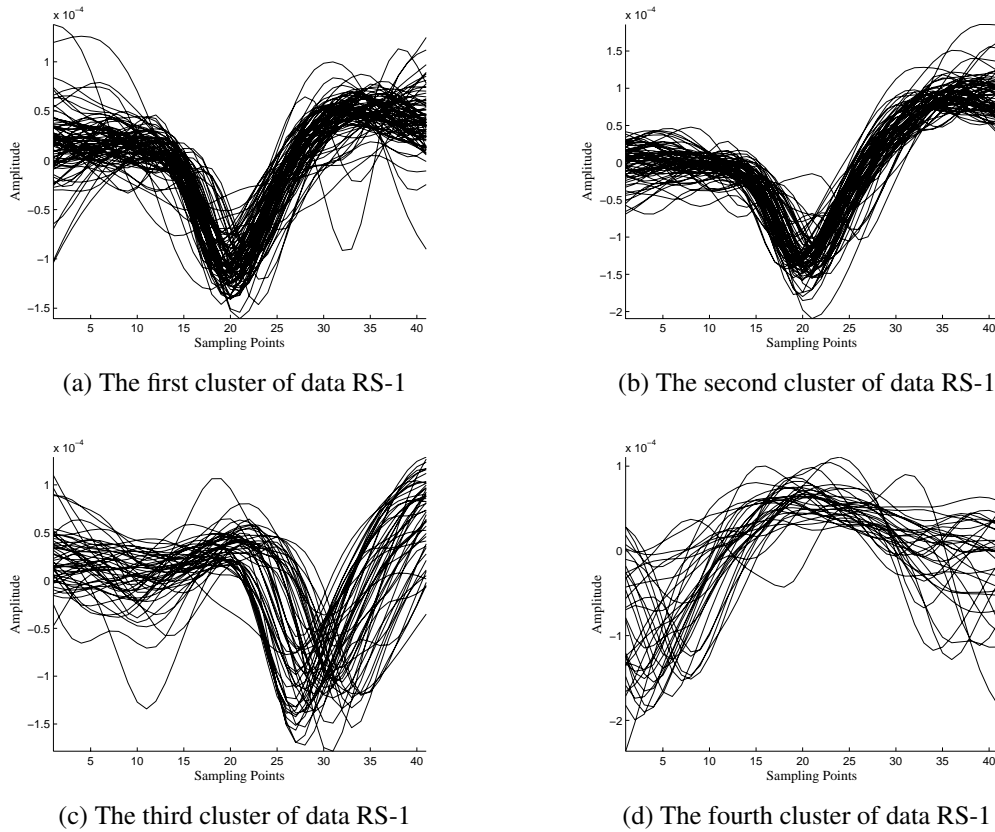 x 10⁻⁴
1
0.5
0
−0.5
−1
−1.5
Amplitude
5 10 15 20 25 30 35 40
Sampling Points
(a) The first cluster of data RS-1
x 10⁻⁴
1.5
1
0.5
0
−0.5
−1
−1.5
−2
Amplitude
5 10 15 20 25 30 35 40
Sampling Points
(b) The second cluster of data RS-1
x 10⁻⁴
1
0.5
0
−0.5
−1
−1.5
Amplitude
5 10 15 20 25 30 35 40
Sampling Points
(c) The third cluster of data RS-1
x 10⁻⁴
1
0
−1
−2
Amplitude
5 10 15 20 25 30 35 40
Sampling Points
(d) The fourth cluster of data RS-1